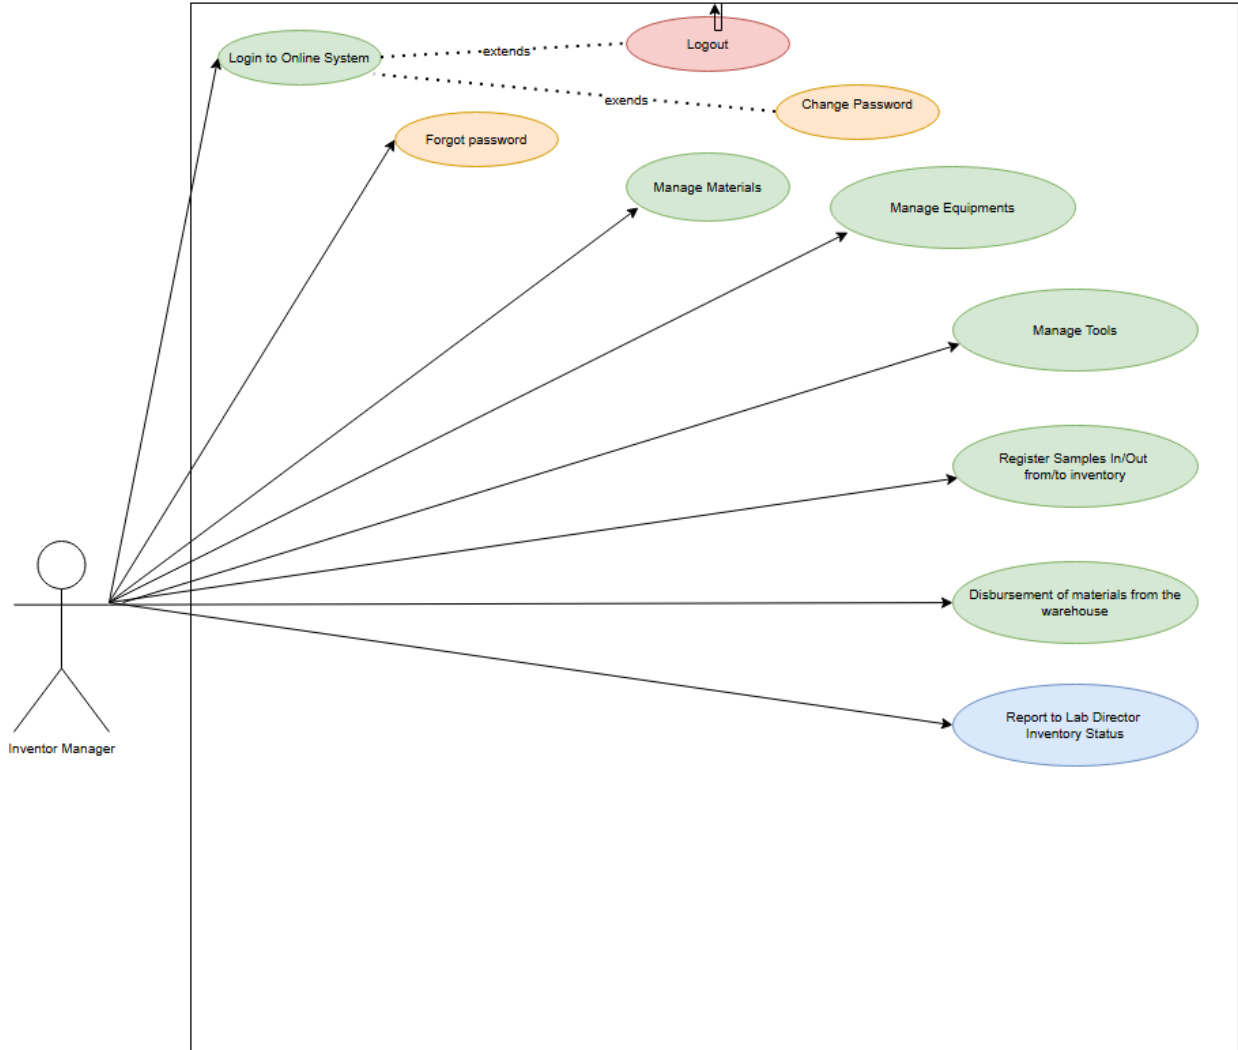 Login to Online System
extends
Logout
exends
Change Password
Forgot password
Manage Materials
Manage Equipments
Manage Tools
Register Samples In/Out
from/to inventory
Disbursement of materials from the
warehouse
Report to Lab Director
Inventory Status
Inventor Manager